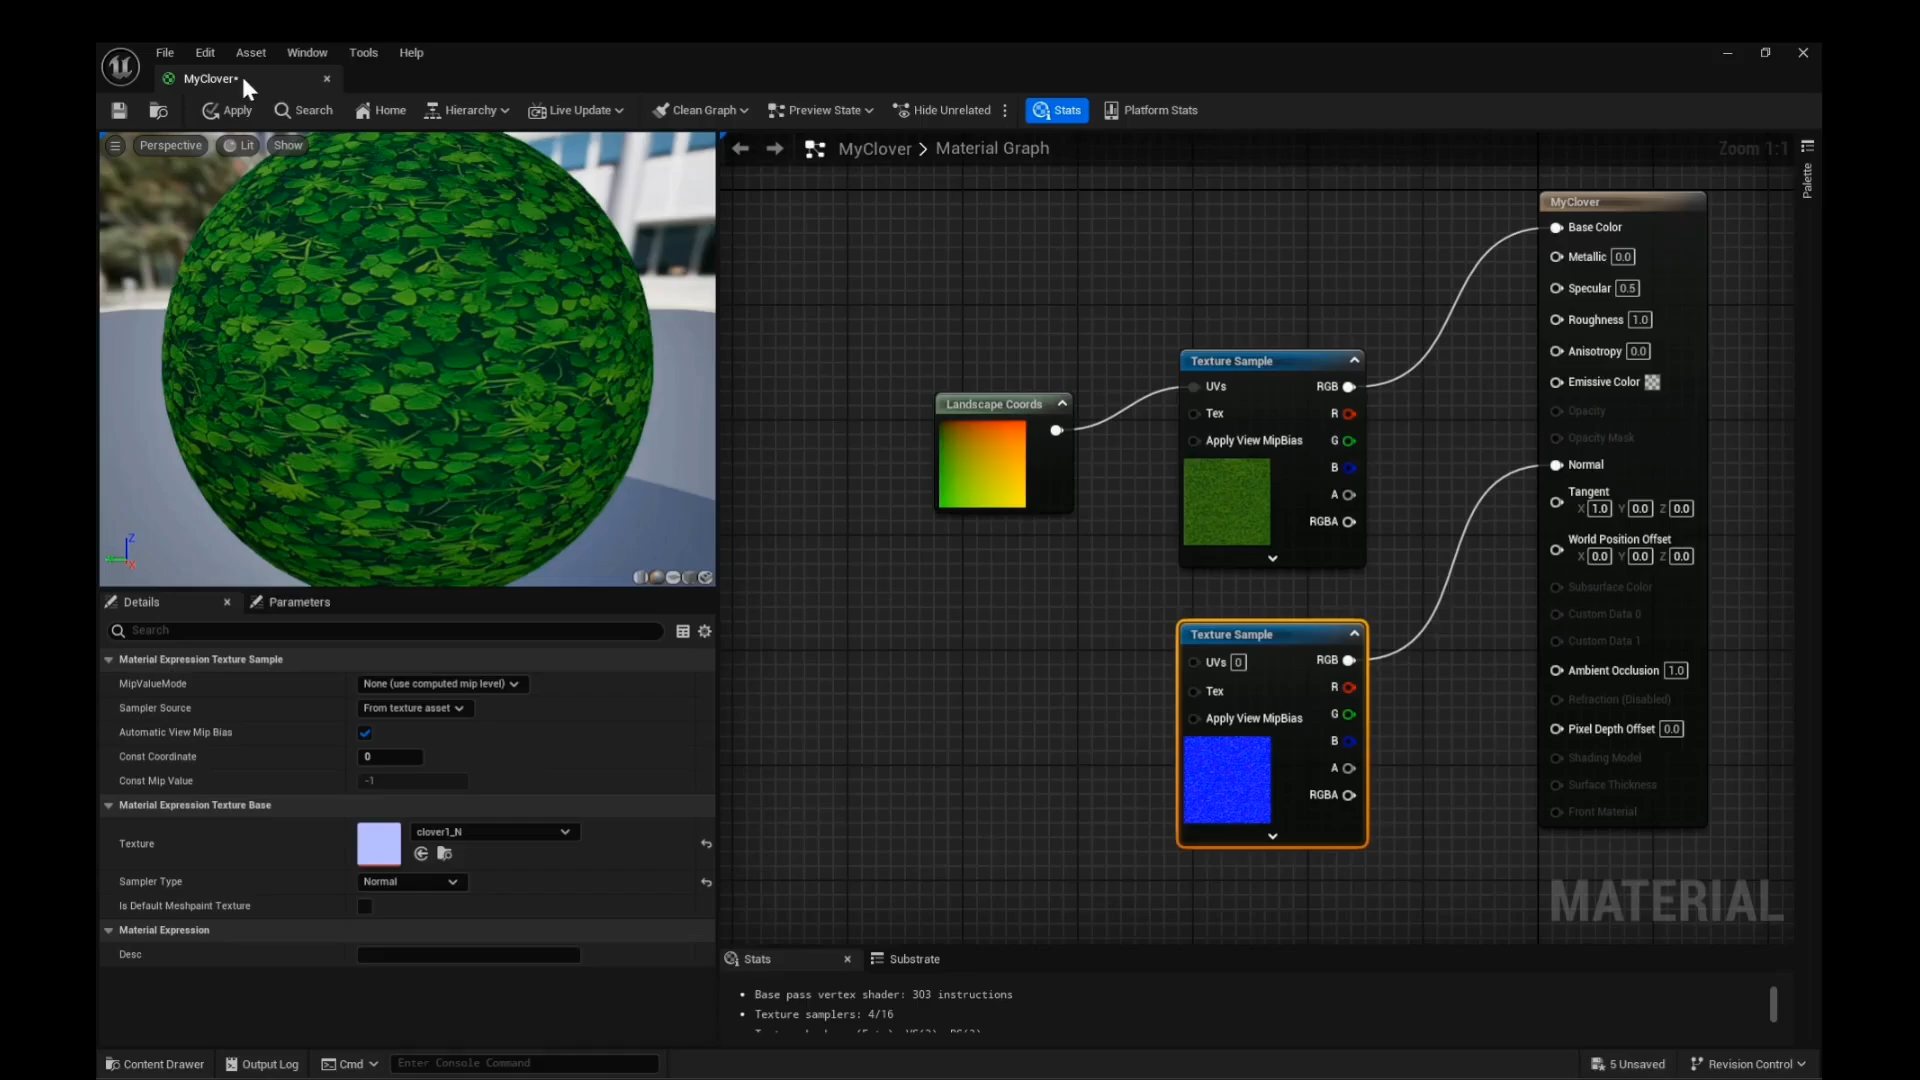 File Edit Asset Window Tools Help
MyClover*
Apply Search Home Hierarchy Live Update Clean Graph Preview State Hide Unrelated Stats Platform Stats
Perspective Lit Show
MyClover > Material Graph
Zoom 1:1
Palette
MyClover
Base Color
Metallic 0.0
Specular 0.5
Roughness 1.0
Anisotropy 0.0
Emissive Color
Opacity
Opacity Mask
Normal
Tangent
X 1.0 Y 0.0 Z 0.0
World Position Offset
X 0.0 Y 0.0 Z 0.0
Subsurface Color
Custom Data 0
Custom Data 1
Ambient Occlusion 1.0
Refraction (Disabled)
Pixel Depth Offset 0.0
Shading Model
Surface Thickness
Front Material
Landscape Coords
Texture Sample
UVs RGB
Tex R
Apply View MipBias G
B
A
RGBA
Texture Sample
UVs 0 RGB
Tex R
Apply View MipBias G
B
A
RGBA
MATERIAL
Z
X
Details Parameters
Search
Material Expression Texture Sample
MipValueMode None (use computed mip level)
Sampler Source From texture asset
Automatic View Mip Bias
Const Coordinate 0
Const Mip Value -1
Material Expression Texture Base
Texture clover1_N
Sampler Type Normal
Is Default Meshpaint Texture
Material Expression
Desc
Stats Substrate
• Base pass vertex shader: 303 instructions
• Texture samplers: 4/16
Content Drawer Output Log Cmd Enter Console Command 5 Unsaved Revision Control